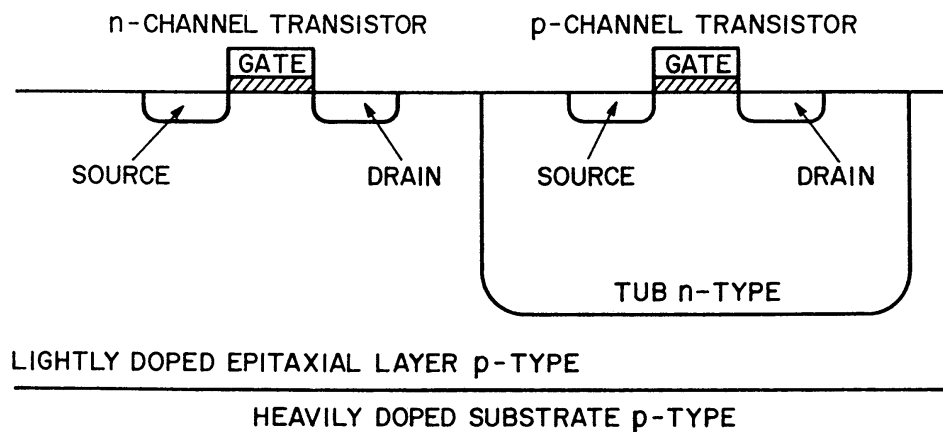 n-CHANNEL TRANSISTOR
p-CHANNEL TRANSISTOR
GATE
GATE
SOURCE
DRAIN
SOURCE
DRAIN
TUB n-TYPE
LIGHTLY DOPED EPITAXIAL LAYER p-TYPE
HEAVILY DOPED SUBSTRATE p-TYPE